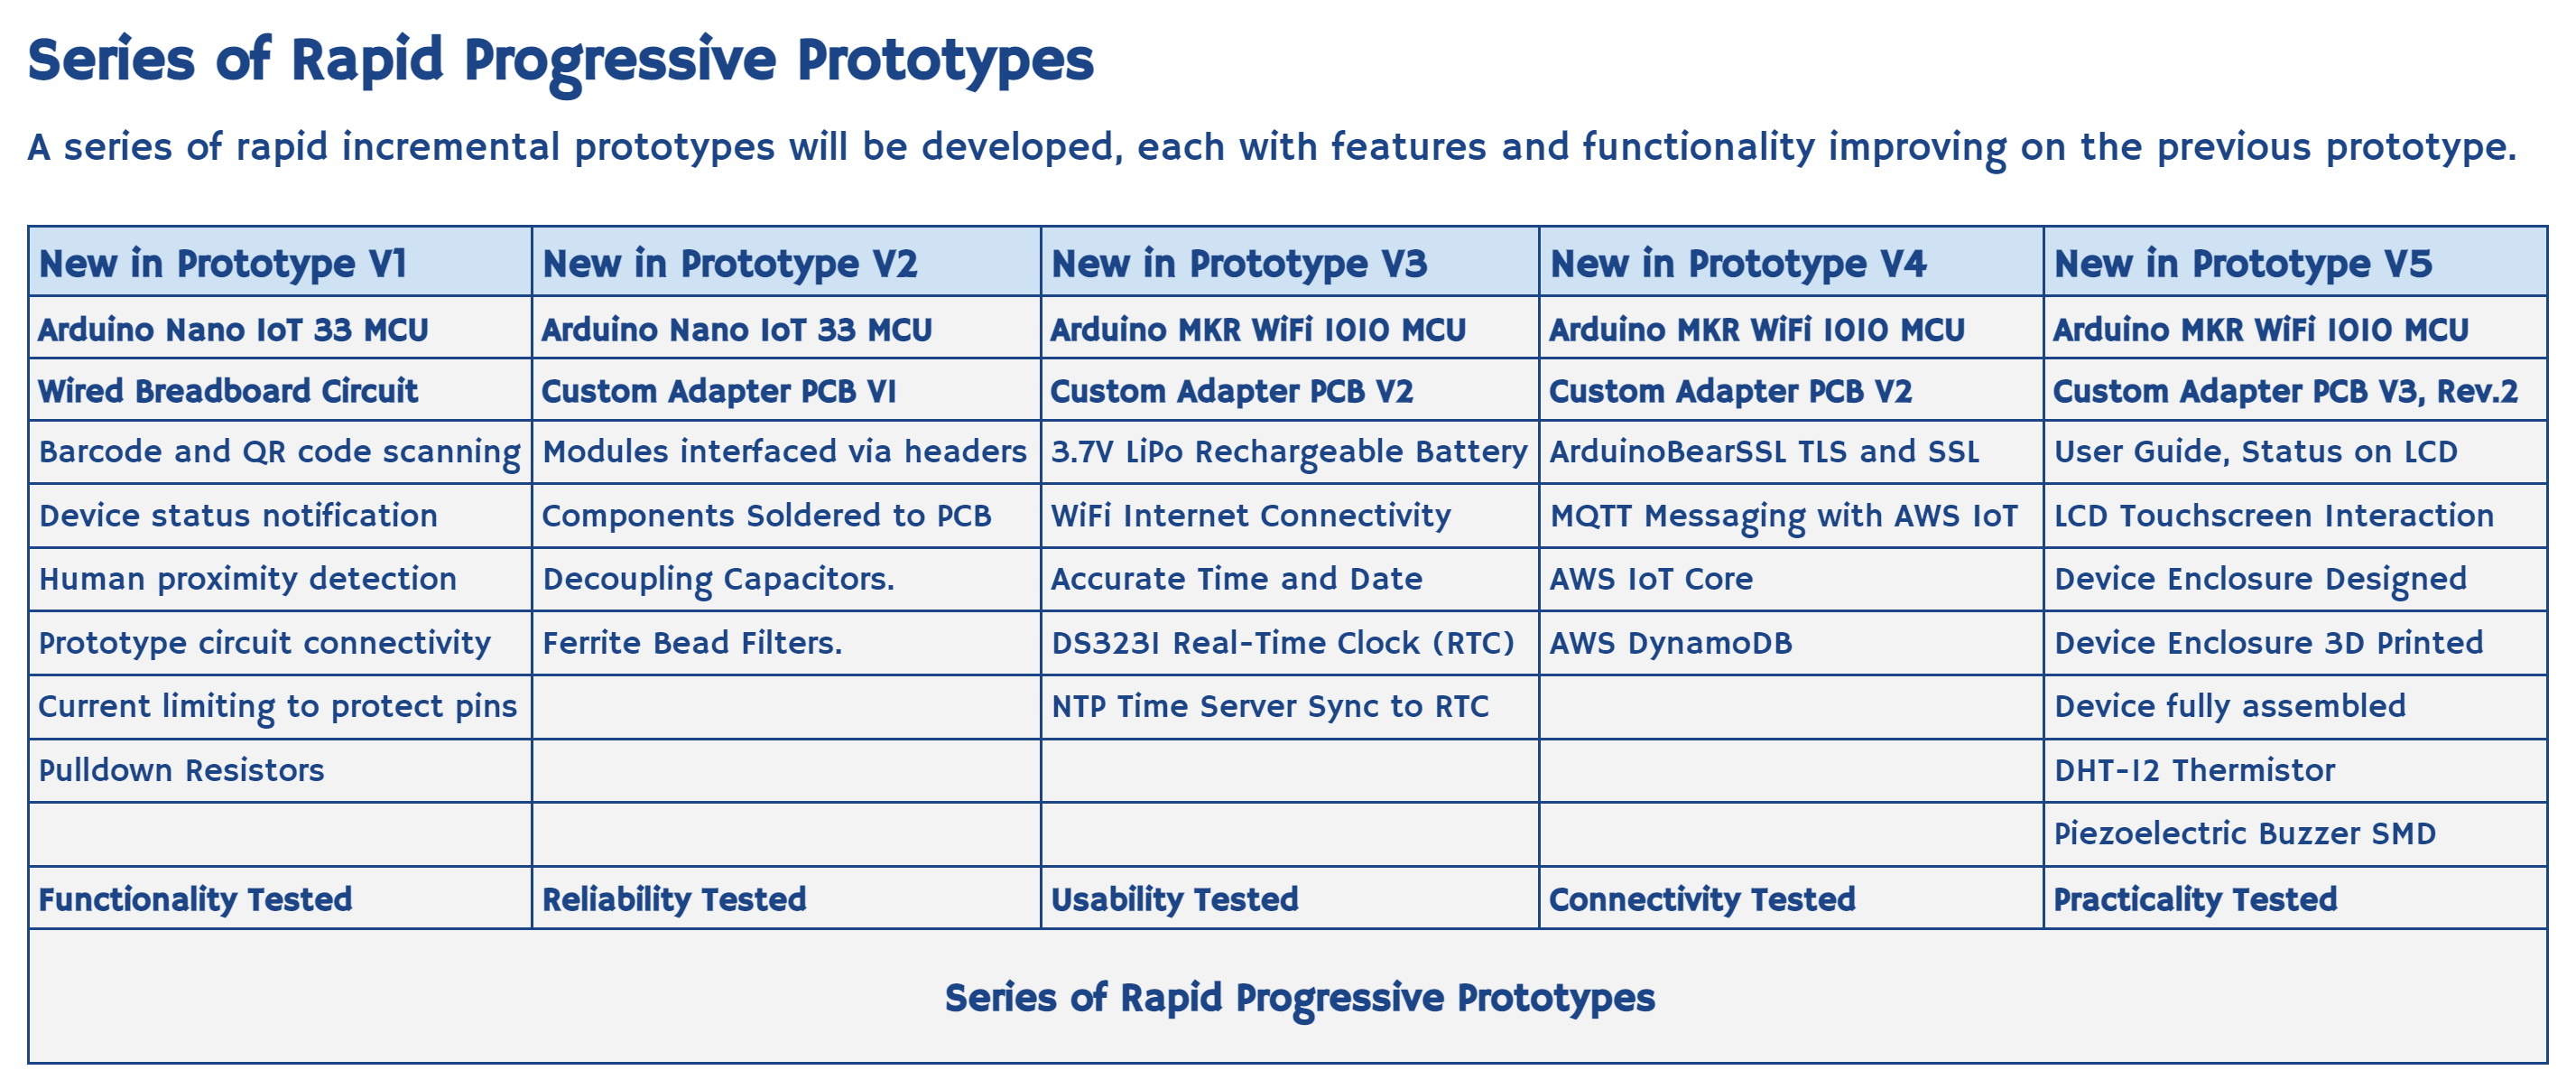 Series of Rapid Progressive Prototypes
A series of rapid incremental prototypes will be developed, each with features and functionality improving on the previous prototype.
New in Prototype V1 New in Prototype V2 New in Prototype V3 New in Prototype V4 New in Prototype V5
Arduino Nano IoT 33 MCU Arduino Nano IoT 33 MCU Arduino MKR WiFi 1010 MCU Arduino MKR WiFi 1010 MCU Arduino MKR WiFi 1010 MCU
Wired Breadboard Circuit Custom Adapter PCB V1 Custom Adapter PCB V2 Custom Adapter PCB V2 Custom Adapter PCB V3, Rev.2
Barcode and QR code scanning Modules interfaced via headers 3.7V LiPo Rechargeable Battery ArduinoBearSSL TLS and SSL User Guide, Status on LCD
Device status notification Components Soldered to PCB WiFi Internet Connectivity MQTT Messaging with AWS IoT LCD Touchscreen Interaction
Human proximity detection Decoupling Capacitors. Accurate Time and Date AWS IoT Core Device Enclosure Designed
Prototype circuit connectivity Ferrite Bead Filters. DS3231 Real-Time Clock (RTC) AWS DynamoDB Device Enclosure 3D Printed
Current limiting to protect pins NTP Time Server Sync to RTC Device fully assembled
Pulldown Resistors DHT-12 Thermistor
Piezoelectric Buzzer SMD
Functionality Tested Reliability Tested Usability Tested Connectivity Tested Practicality Tested
Series of Rapid Progressive Prototypes